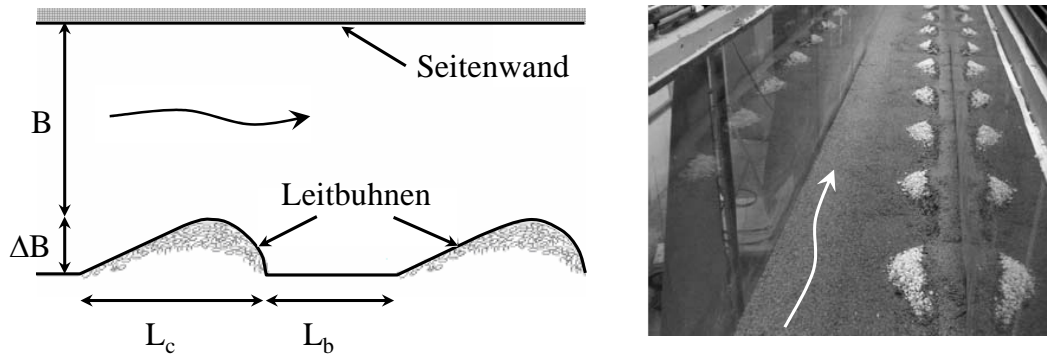 Seitenwand
B
Leitbuhnen
ΔB
L_c
L_b